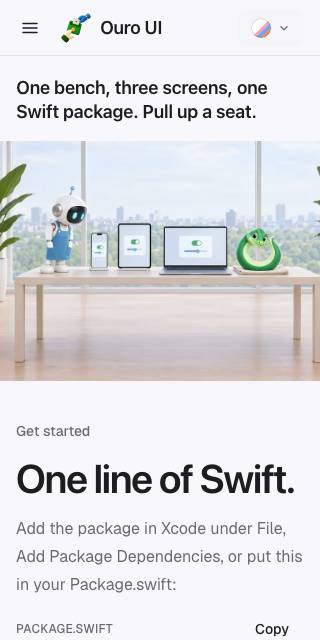 Ouro UI
One bench, three screens, one
Swift package. Pull up a seat.
Get started
One line of Swift.
Add the package in Xcode under File,
Add Package Dependencies, or put this
in your Package.swift:
PACKAGE.SWIFT
Copy